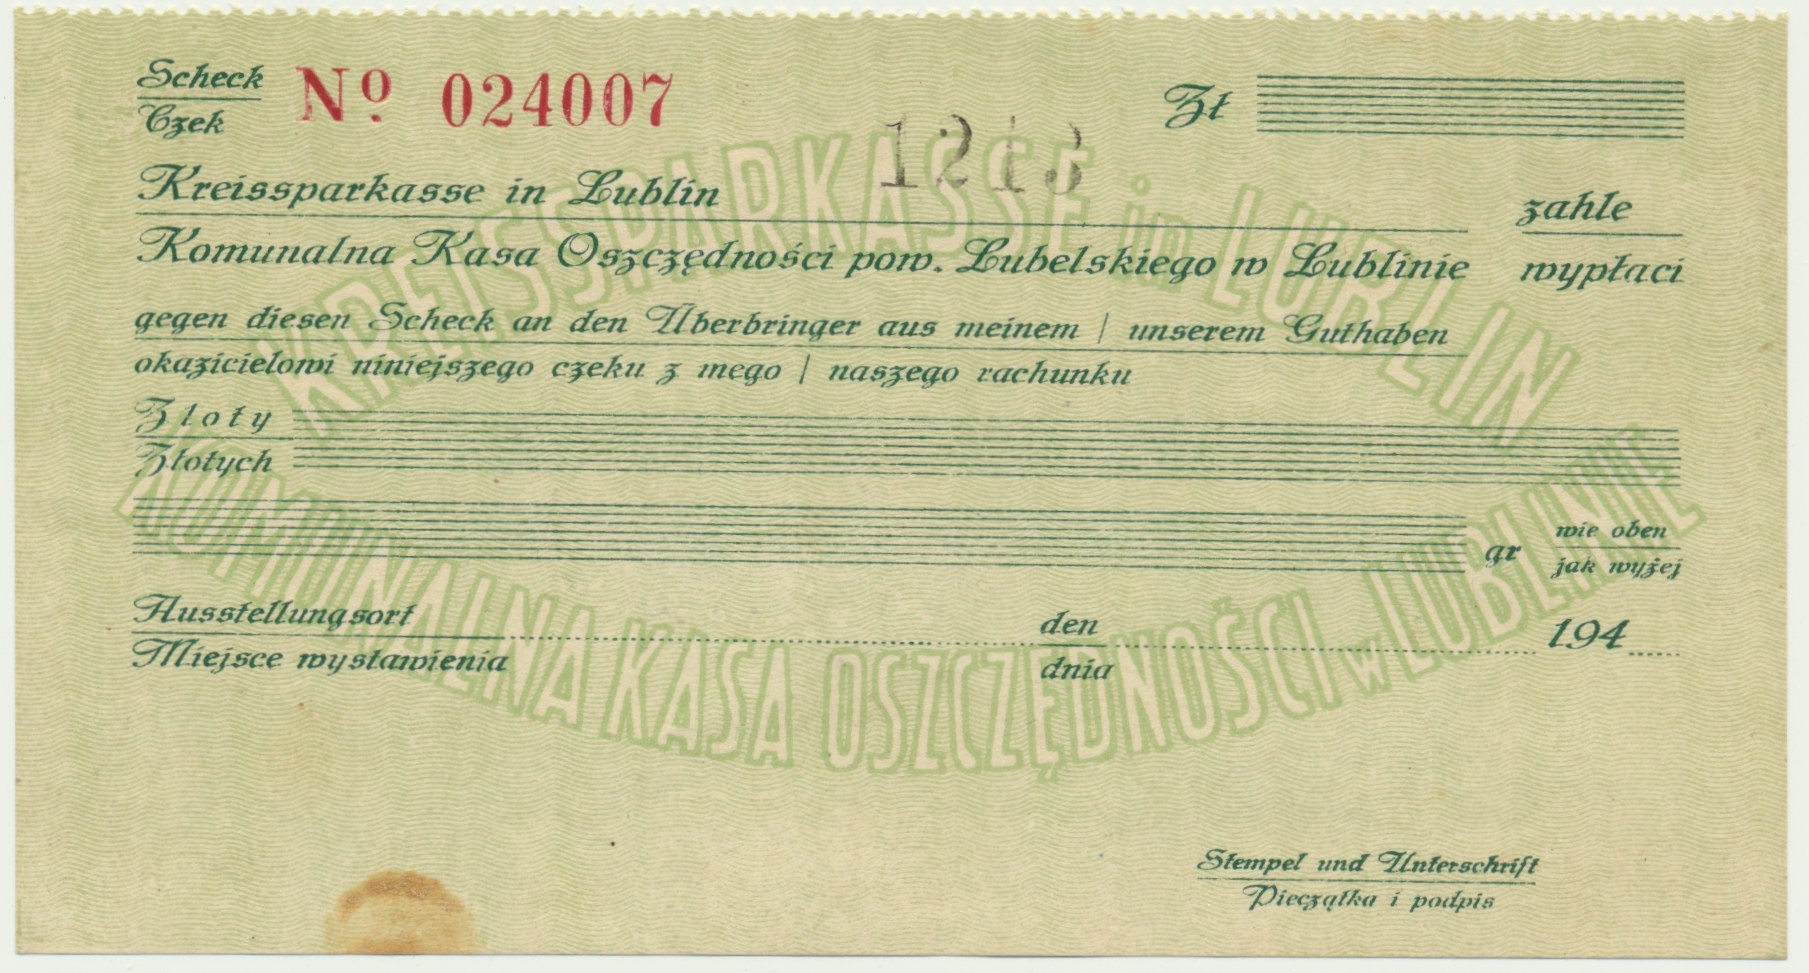 Scheck
Czek
Nº 024007
Zł
1213
Kreissparkasse in Lublin
zahle
Komunalna Kasa Oszczędności pow. Lubelskiego w Lublinie
wypłaci
gegen diesen Scheck an den Überbringer aus meinem / unserem Guthaben
okazicielowi niniejszego czeku z mego / naszego rachunku
Zloty
Złotych
gr
wie oben
jak wyżej
Ausstellungsort
den
194
Miejsce wystawienia
dnia
KREISSPARKASSE in LUBLIN
KOMUNALNA KASA OSZCZĘDNOŚCI w LUBLINIE
Stempel und Unterschrift
Pieczątka i podpis